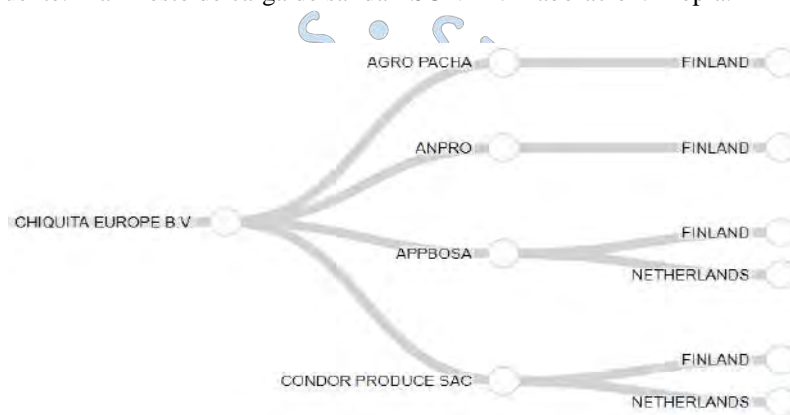 AGRO PACHA FINLAND
ANPRO FINLAND
CHIQUITA EUROPE B.V
FINLAND
APPBOSA
NETHERLANDS
FINLAND
CONDOR PRODUCE SAC
NETHERLANDS